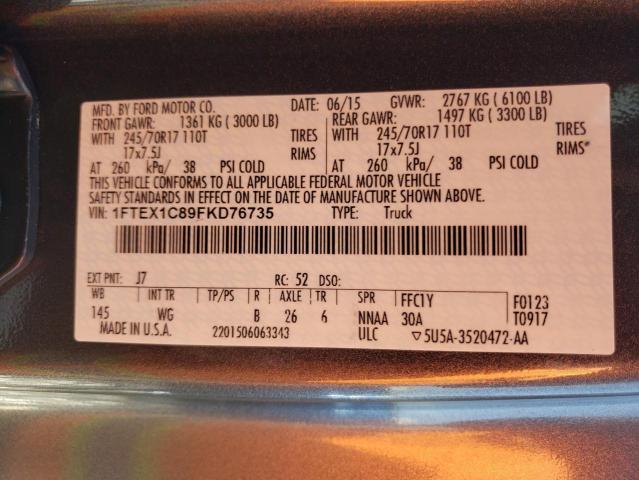 MFD. BY FORD MOTOR CO. DATE: 06/15 GVWR: 2767 KG ( 6100 LB)
FRONT GAWR: 1361 KG ( 3000 LB) REAR GAWR: 1497 KG ( 3300 LB)
WITH 245/70R17 110T TIRES WITH 245/70R17 110T TIRES
17x7.5J RIMS 17x7.5J RIMS*
AT 260 kPa/ 38 PSI COLD AT 260 kPa/ 38 PSI COLD
THIS VEHICLE CONFORMS TO ALL APPLICABLE FEDERAL MOTOR VEHICLE
SAFETY STANDARDS IN EFFECT ON THE DATE OF MANUFACTURE SHOWN ABOVE.
VIN: 1FTEX1C89FKD76735 TYPE: Truck
EXT PNT: J7 RC: 52 DSO:
WB INT TR TP/PS R AXLE TR SPR FFC1Y F0123
145 WG B 26 6 NNAA 30A T0917
MADE IN U.S.A. 2201506063343 ULC ▽5U5A-3520472-AA